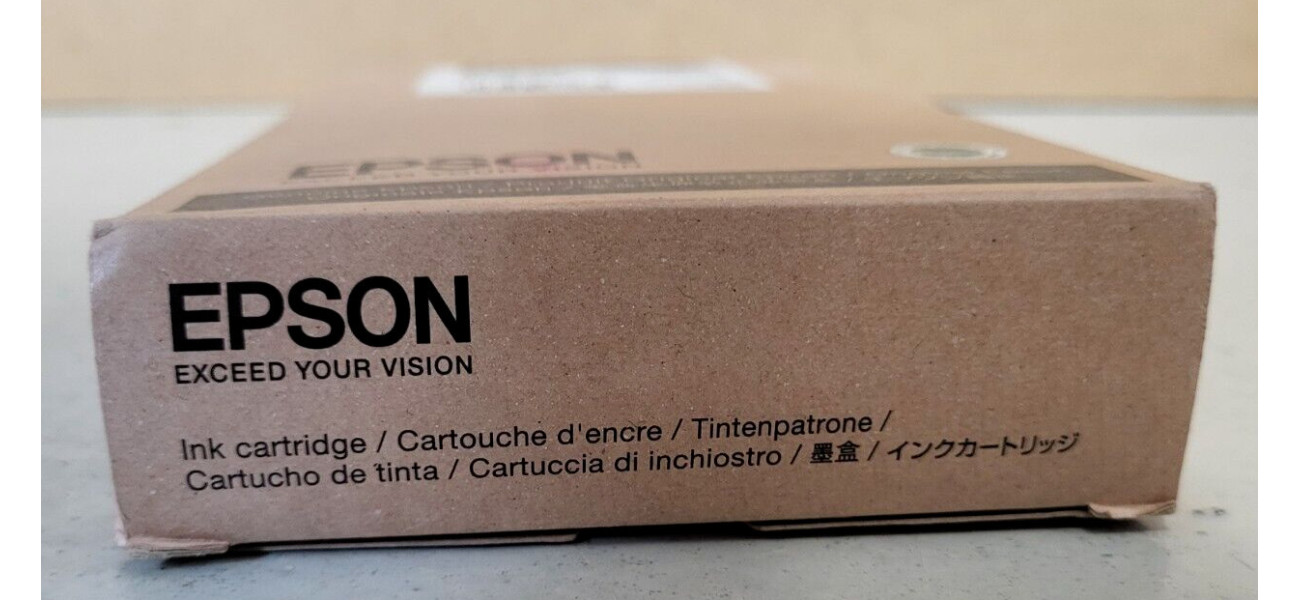 EPSON
EPSON
EXCEED YOUR VISION
Ink cartridge / Cartouche d'encre / Tintenpatrone /
Cartucho de tinta / Cartuccia di inchiostro / 墨盒 / インクカートリッジ